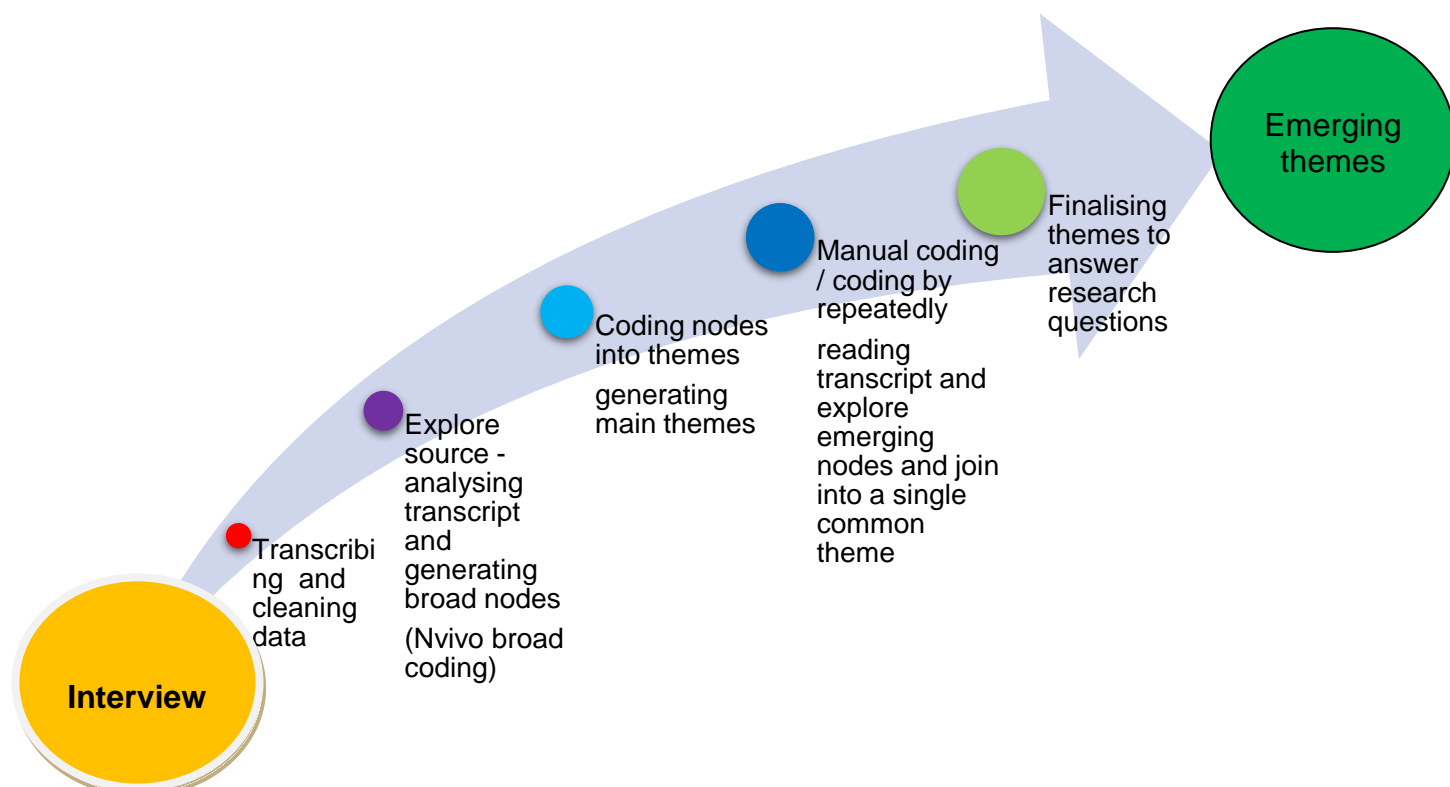 Interview
Transcribi
ng and
cleaning
data
Explore
source -
analysing
transcript
and
generating
broad nodes
(Nvivo broad
coding)
Coding nodes
into themes
generating
main themes
Manual coding
/ coding by
repeatedly
reading
transcript and
explore
emerging
nodes and join
into a single
common
theme
Finalising
themes to
answer
research
questions
Emerging
themes